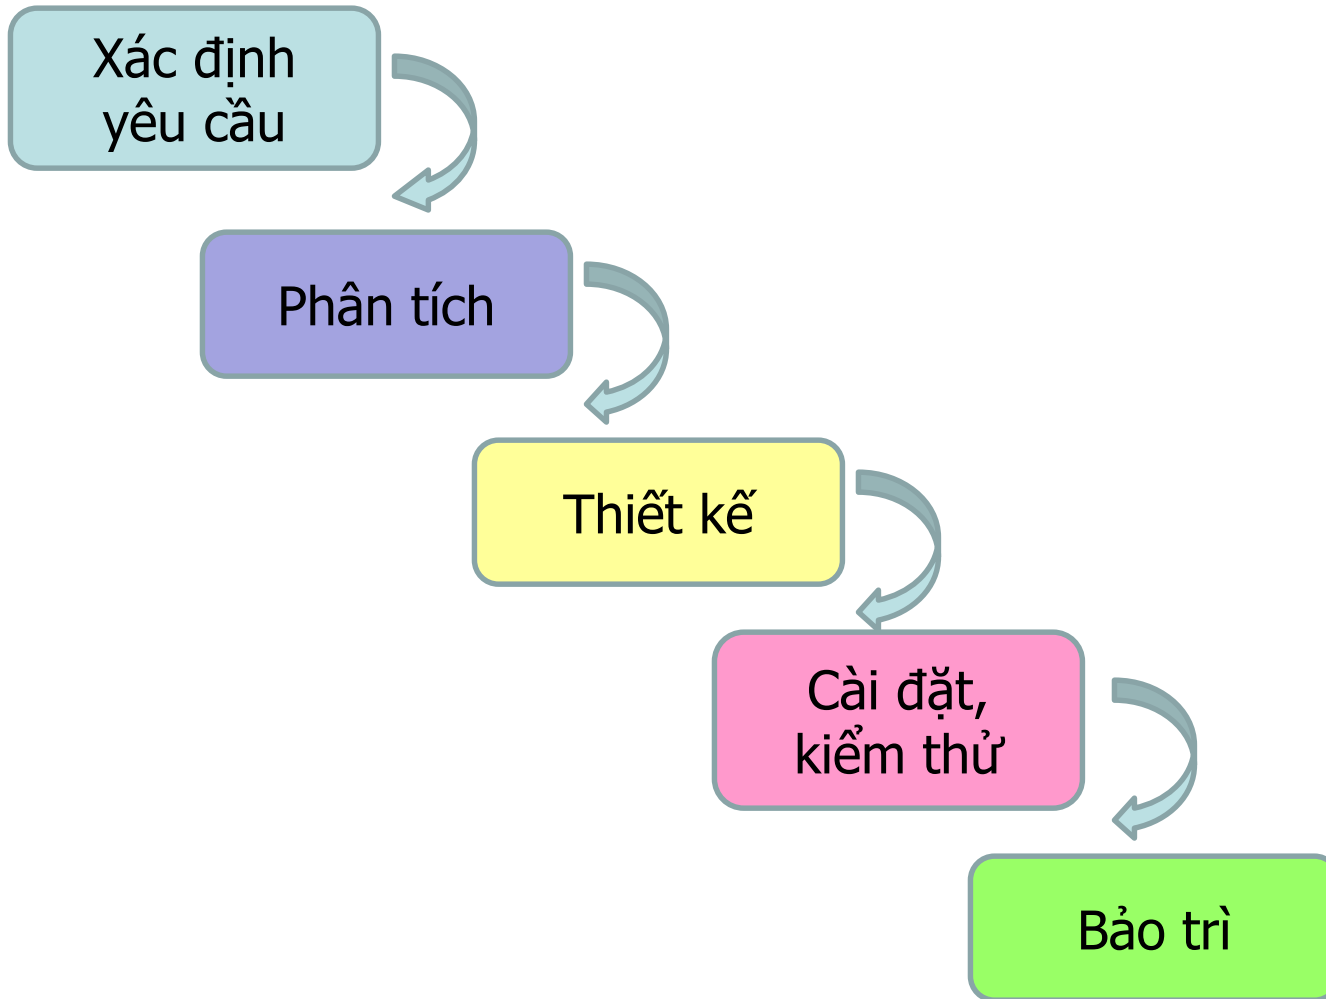 Xác định
yêu cầu
Phân tích
Thiết kế
Cài đặt,
kiểm thử
Bảo trì